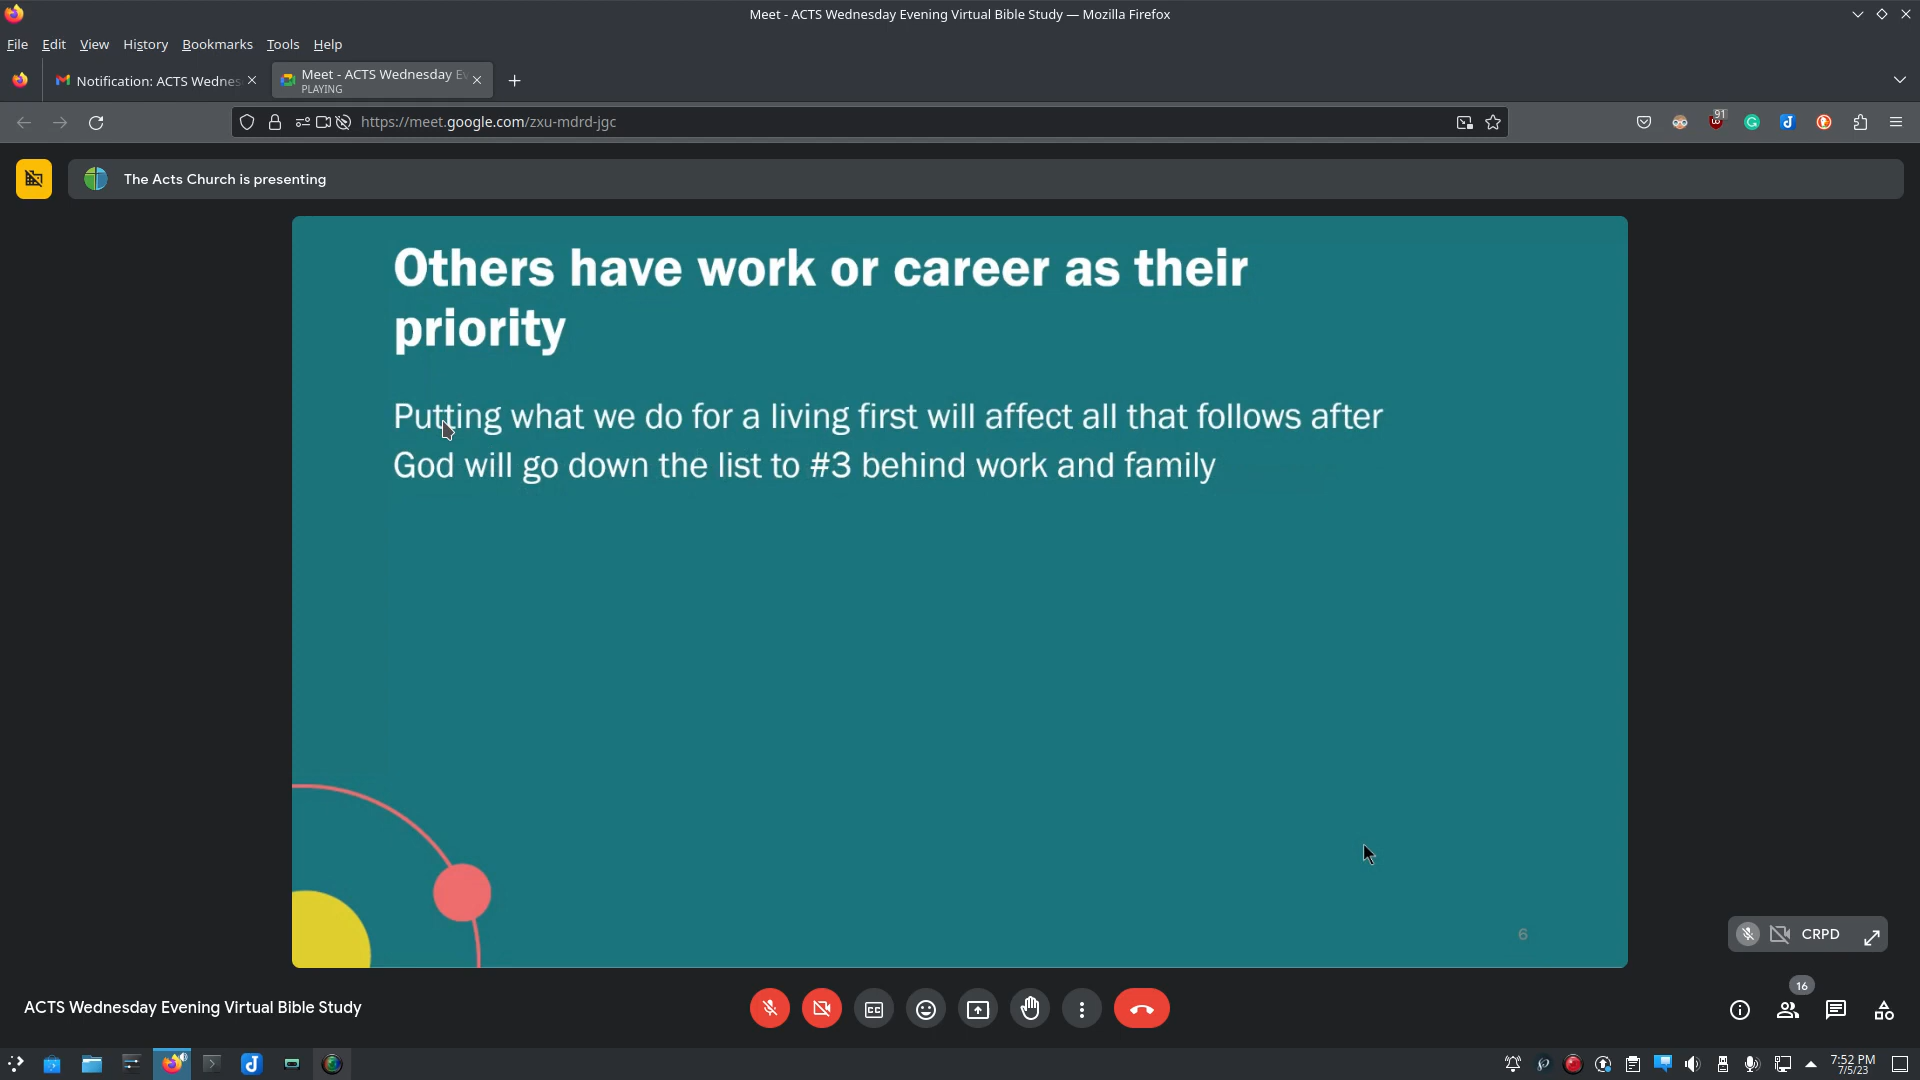 Meet - ACTS Wednesday Evening Virtual Bible Study — Mozilla Firefox
File Edit View History Bookmarks Tools Help
Notification: ACTS Wednes
Meet - ACTS Wednesday Ev
PLAYING
https://meet.google.com/zxu-mdrd-jgc
91
The Acts Church is presenting
Others have work or career as their
priority
Putting what we do for a living first will affect all that follows after
God will go down the list to #3 behind work and family
6
CRPD
16
ACTS Wednesday Evening Virtual Bible Study
7:52 PM
7/5/23